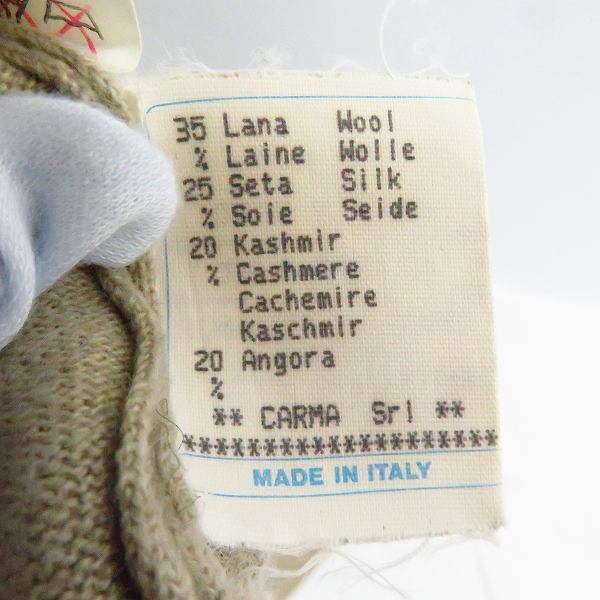 35 Lana Wool
% Laine Wolle
25 Seta Silk
% Soie Seide
20 Kashmir
% Cashmere
Cachemire
Kaschmir
20 Angora
%
** CARMA Srl **
********************
MADE IN ITALY